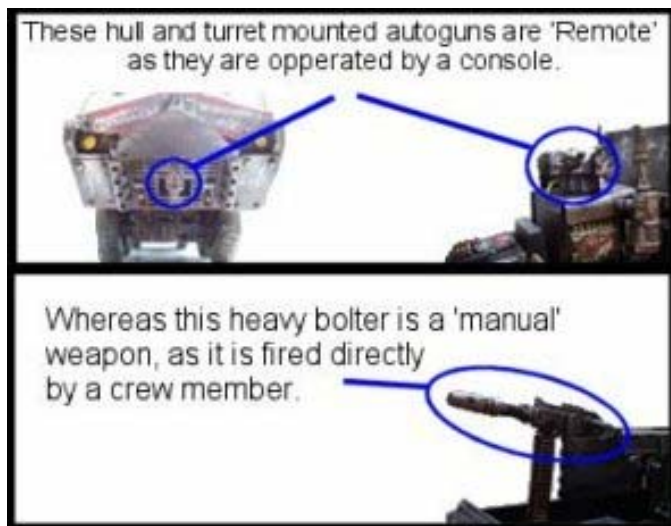 These hull and turret mounted autoguns are 'Remote'
as they are opperated by a console.
Whereas this heavy bolter is a 'manual'
weapon, as it is fired directly
by a crew member.